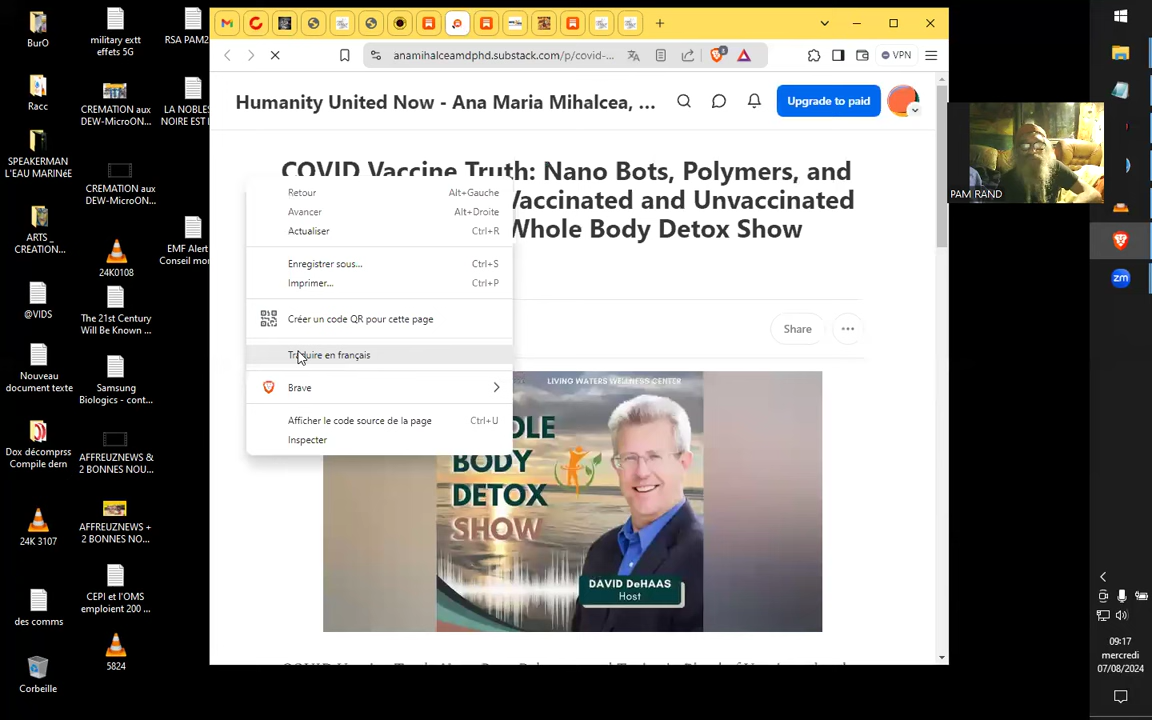 BurO
military extt
effets 5G
RSA PAM2
Racc
CREMATION aux
DEW-MicroON...
LA NOBLES
NOIRE EST I
SPEAKERMAN
L'EAU MARINéE
CREMATION aux
DEW-MicroON...
ARTS _
CREATION...
24K0108
EMF Alert
Conseil mor
@VIDS
The 21st Century
Will Be Known ...
Nouveau
document texte
Samsung
Biologics - cont...
Dox décomprss
Compile dern
AFFREUZNEWS &
2 BONNES NOU...
24K 3107
AFFREUZNEWS +
2 BONNES NO...
des comms
CEPI et l'OMS
emploient 200 ...
Corbeille
5824
anamihalceamdphd.substack.com/p/covid-...
VPN
Humanity United Now - Ana Maria Mihalcea, ...
Upgrade to paid
COVID Vaccine Truth: Nano Bots, Polymers, and
Vaccinated and Unvaccinated
Whole Body Detox Show
Retour Alt+Gauche
Avancer Alt+Droite
Actualiser Ctrl+R
Enregistrer sous... Ctrl+S
Imprimer... Ctrl+P
Créer un code QR pour cette page
Traduire en français
Brave
Afficher le code source de la page Ctrl+U
Inspecter
Share
LIVING WATERS WELLNESS CENTER
OLE
BODY
DETOX
SHOW
DAVID DeHAAS
Host
PAM RAND
zm
09:17
mercredi
07/08/2024